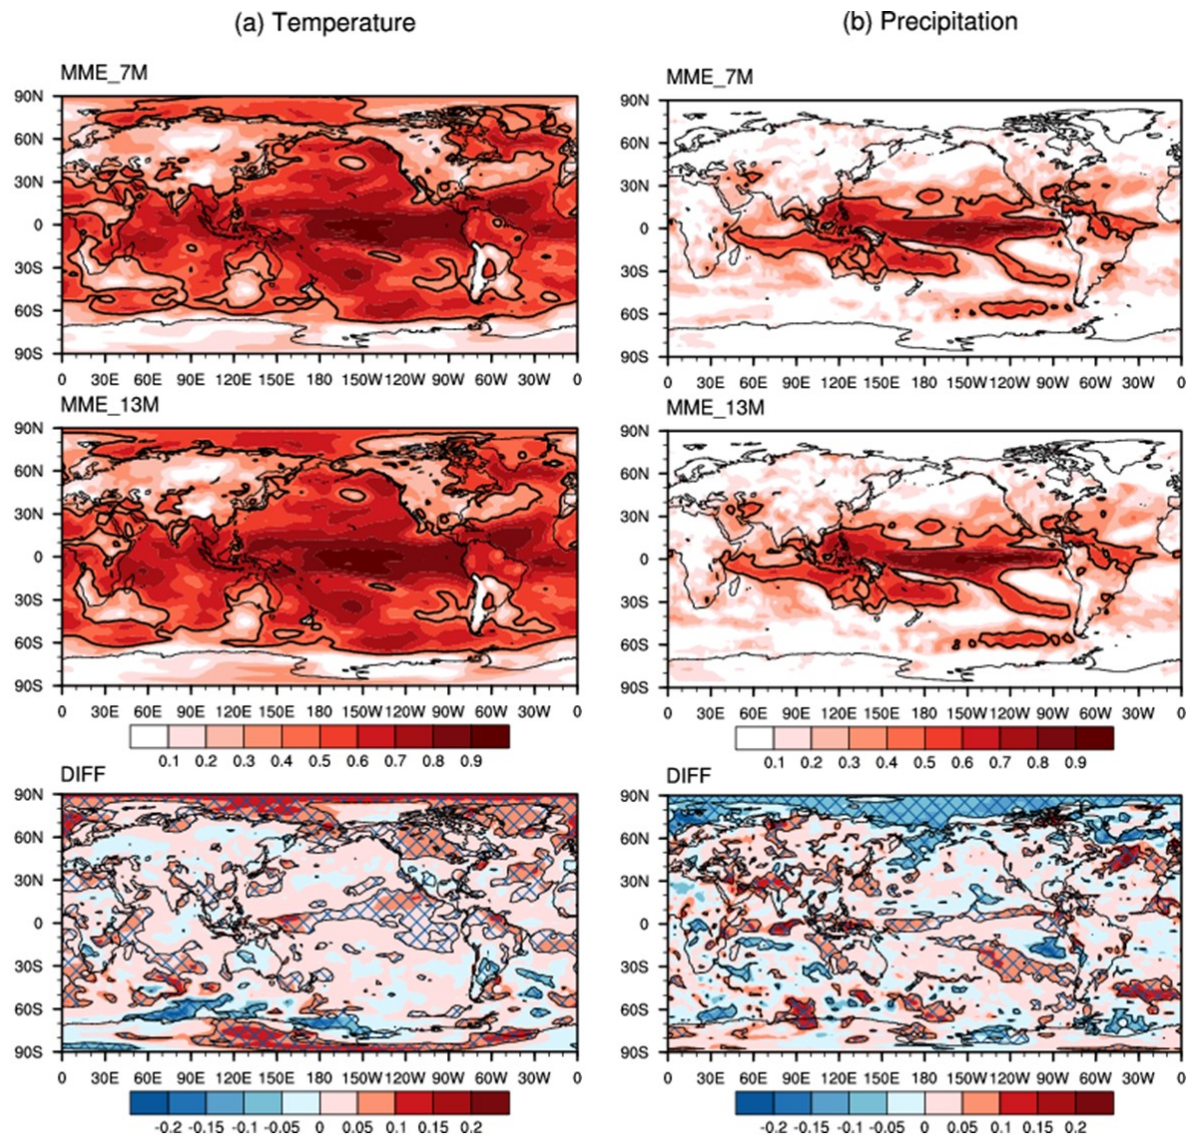 (a) Temperature
(b) Precipitation
MME_7M
90N
60N
30N
0
30S
60S
90S
0 30E 60E 90E 120E 150E 180 150W 120W 90W 60W 30W 0
MME_7M
90N
60N
30N
0
30S
60S
90S
0 30E 60E 90E 120E 150E 180 150W 120W 90W 60W 30W 0
MME_13M
90N
60N
30N
0
30S
60S
90S
0 30E 60E 90E 120E 150E 180 150W 120W 90W 60W 30W 0
0.1 0.2 0.3 0.4 0.5 0.6 0.7 0.8 0.9
MME_13M
90N
60N
30N
0
30S
60S
90S
0 30E 60E 90E 120E 150E 180 150W 120W 90W 60W 30W 0
0.1 0.2 0.3 0.4 0.5 0.6 0.7 0.8 0.9
DIFF
90N
60N
30N
0
30S
60S
90S
0 30E 60E 90E 120E 150E 180 150W 120W 90W 60W 30W 0
-0.2 -0.15 -0.1 -0.05 0 0.05 0.1 0.15 0.2
DIFF
90N
60N
30N
0
30S
60S
90S
0 30E 60E 90E 120E 150E 180 150W 120W 90W 60W 30W 0
-0.2 -0.15 -0.1 -0.05 0 0.05 0.1 0.15 0.2